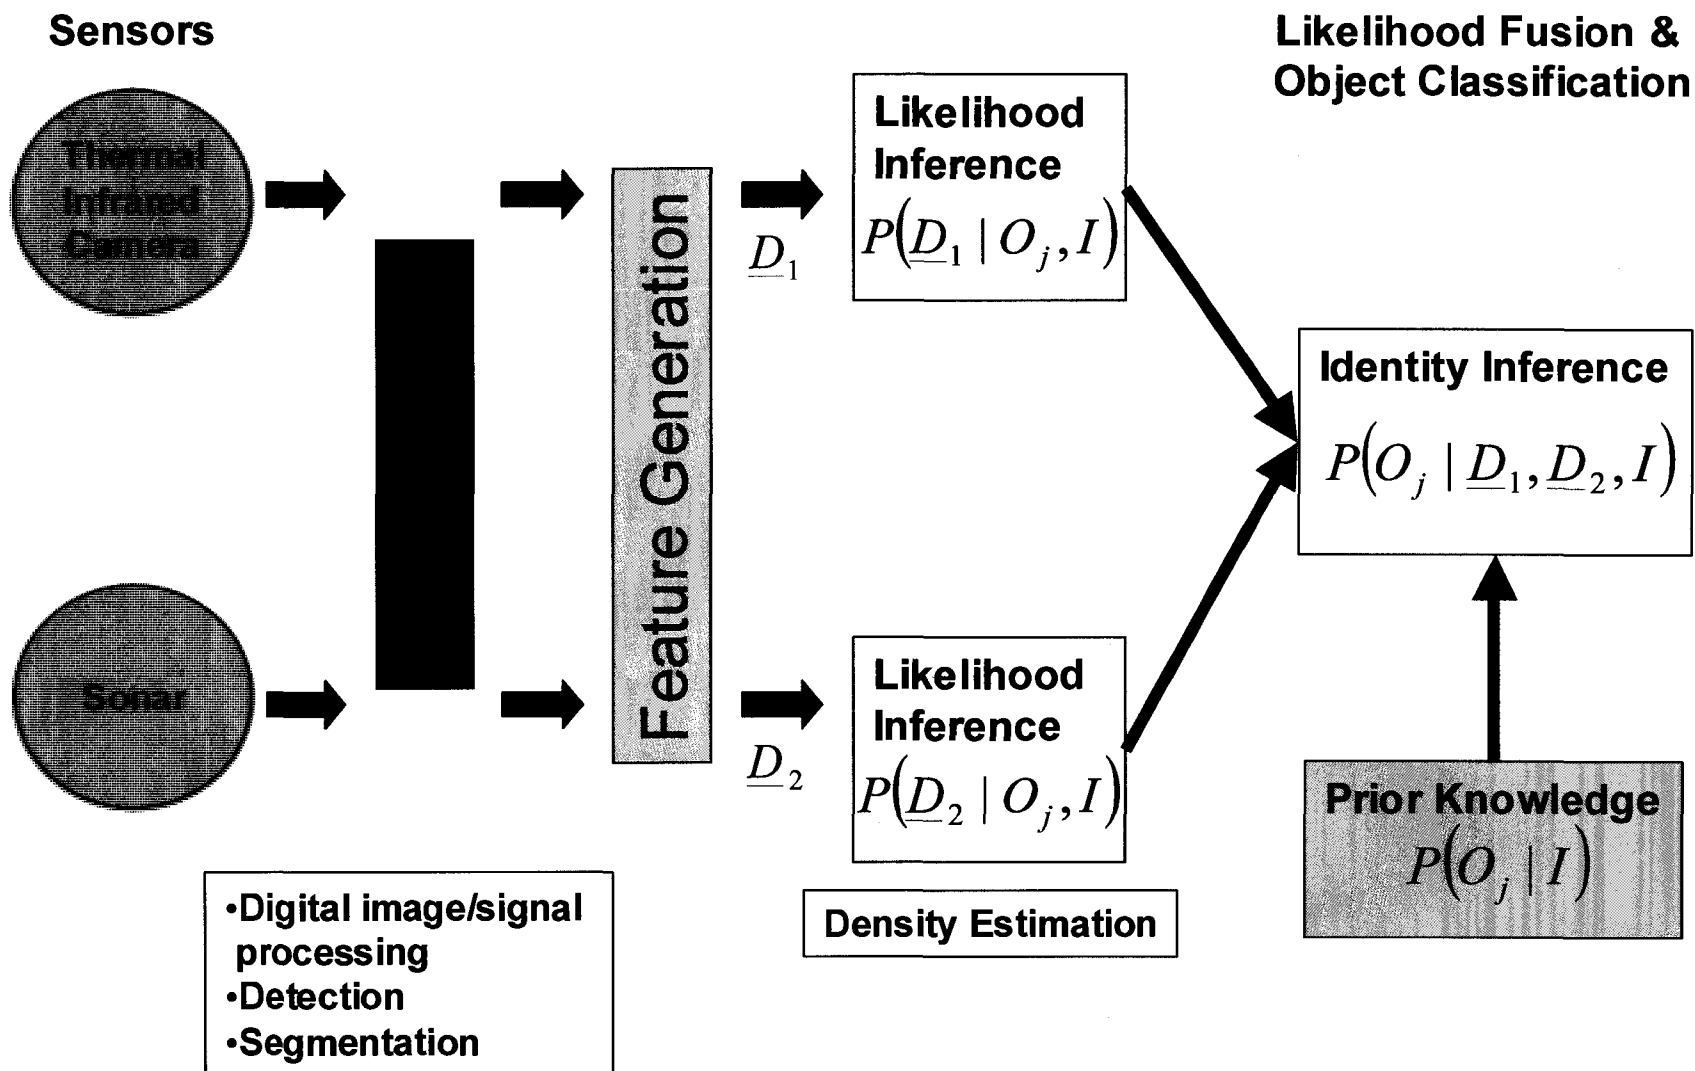 Sensors
Likelihood Fusion &
Object Classification
Thermal
Infrared
Camera
Sonar
Feature Generation
D₁
D₂
Likelihood
Inference
P(D₁ | Oⱼ, I)
Likelihood
Inference
P(D₂ | Oⱼ, I)
Identity Inference
P(Oⱼ | D₁, D₂, I)
Prior Knowledge
P(Oⱼ | I)
•Digital image/signal
processing
•Detection
•Segmentation
Density Estimation